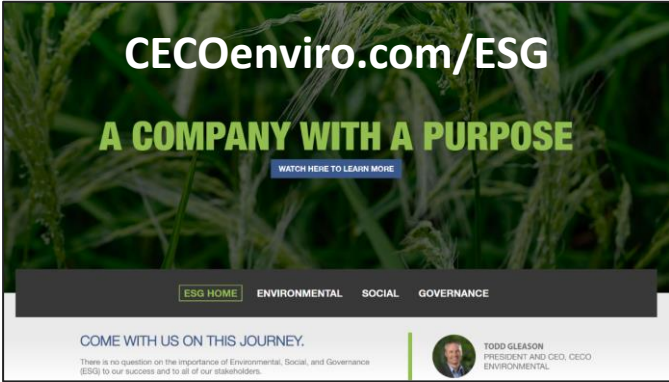 CECOenviro.com/ESG
A COMPANY WITH A PURPOSE
WATCH HERE TO LEARN MORE
ESG HOME ENVIRONMENTAL SOCIAL GOVERNANCE
COME WITH US ON THIS JOURNEY.
There is no question on the importance of Environmental, Social, and Governance
(ESG) to our success and to all of our stakeholders.
TODD GLEASON
PRESIDENT AND CEO, CECO
ENVIRONMENTAL